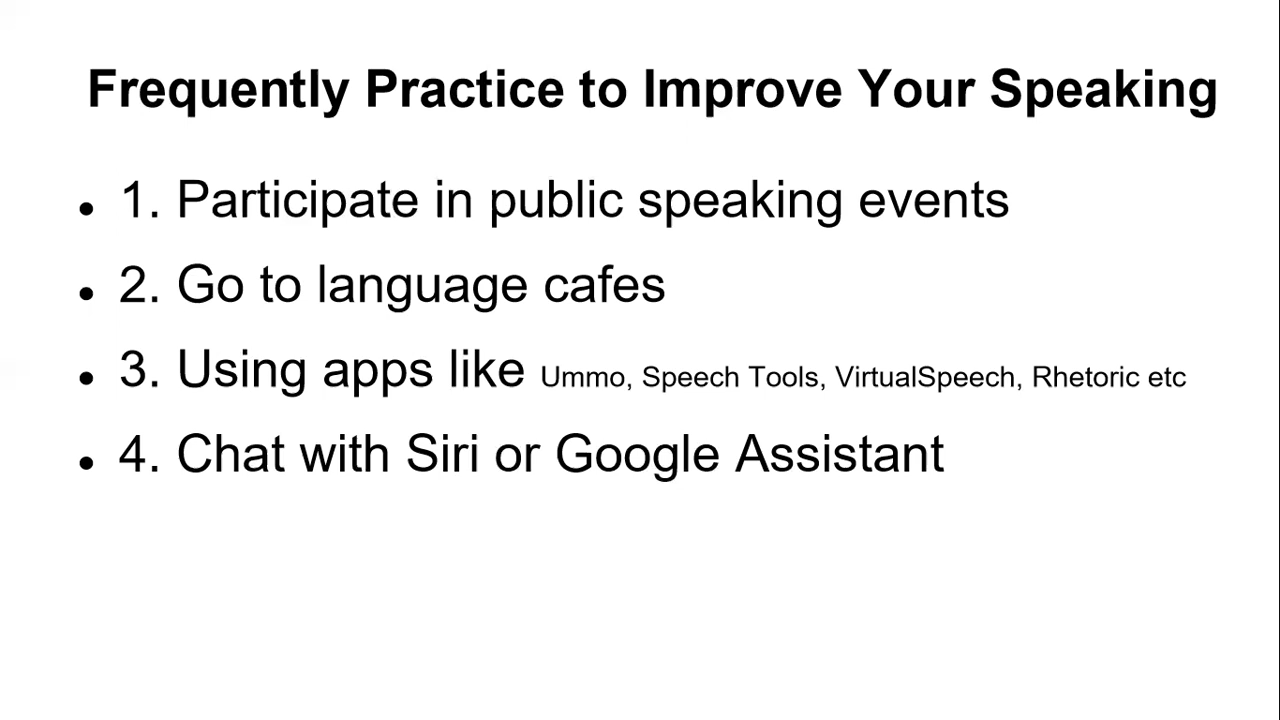 Frequently Practice to Improve Your Speaking
• 1. Participate in public speaking events
• 2. Go to language cafes
• 3. Using apps like Ummo, Speech Tools, VirtualSpeech, Rhetoric etc
• 4. Chat with Siri or Google Assistant